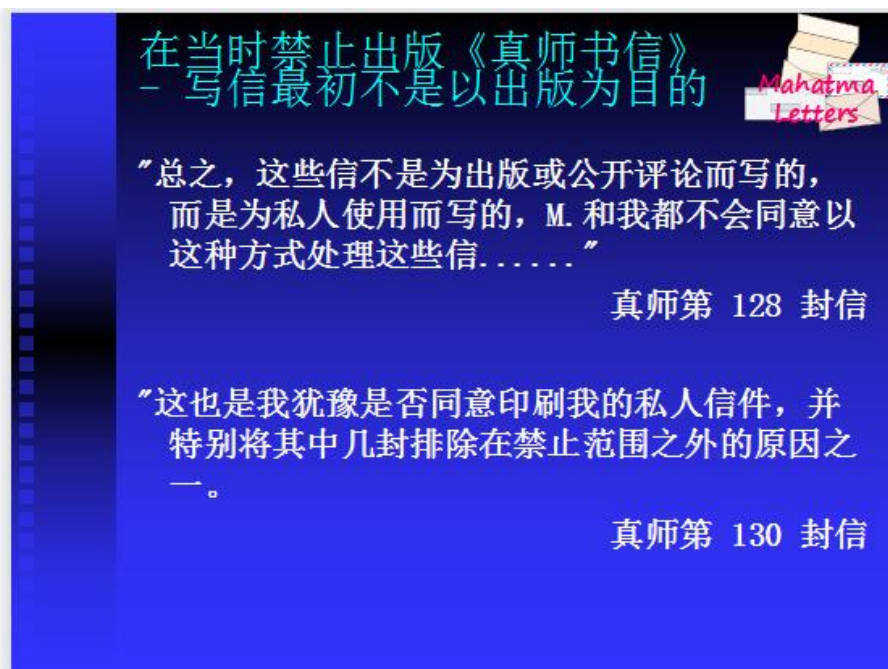 在当时禁止出版《真师书信》
- 写信最初不是以出版为目的
Mahatma
Letters
"总之，这些信不是为出版或公开评论而写的，
而是为私人使用而写的，M.和我都不会同意以
这种方式处理这些信......"
真师第 128 封信
"这也是我犹豫是否同意印刷我的私人信件，并
特别将其中几封排除在禁止范围之外的原因之
一。
真师第 130 封信